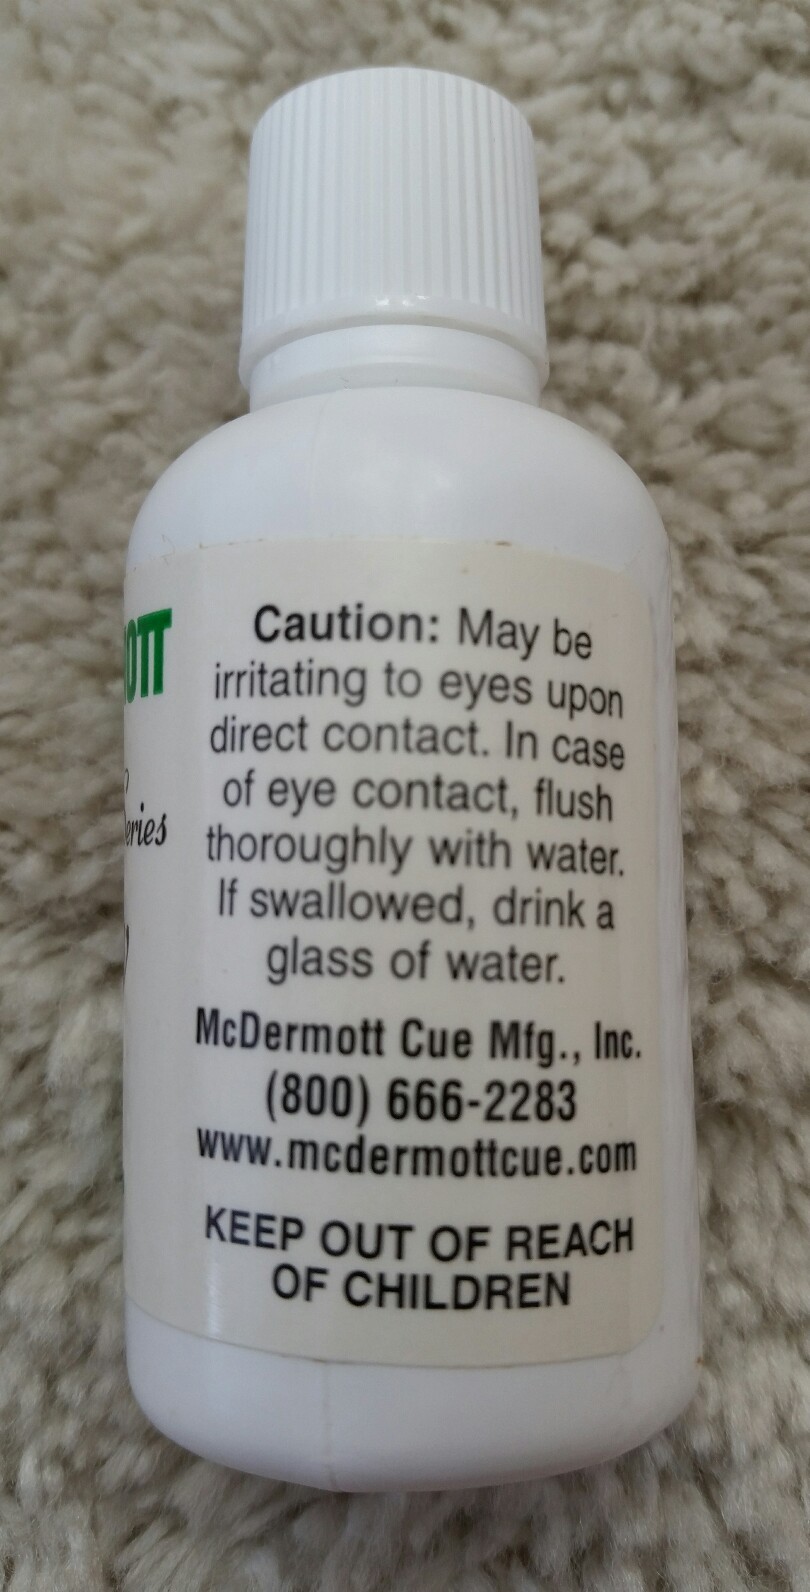 OTT
Series
Caution: May be
irritating to eyes upon
direct contact. In case
of eye contact, flush
thoroughly with water.
If swallowed, drink a
glass of water.
McDermott Cue Mfg., Inc.
(800) 666-2283
www.mcdermottcue.com
KEEP OUT OF REACH
OF CHILDREN